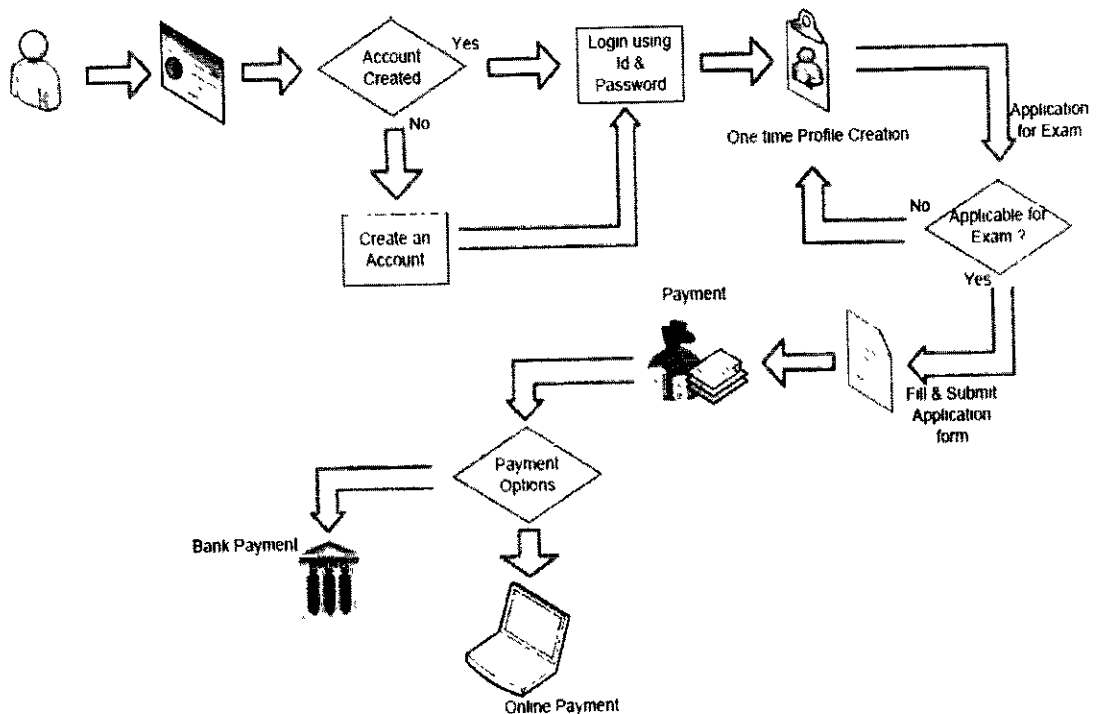 Account
Created
Yes
No
Create an
Account
Login using
Id &
Password
One time Profile Creation
Application
for Exam
Applicable for
Exam ?
No
Yes
Fill & Submit
Application
form
Payment
Payment
Options
Bank Payment
Online Payment